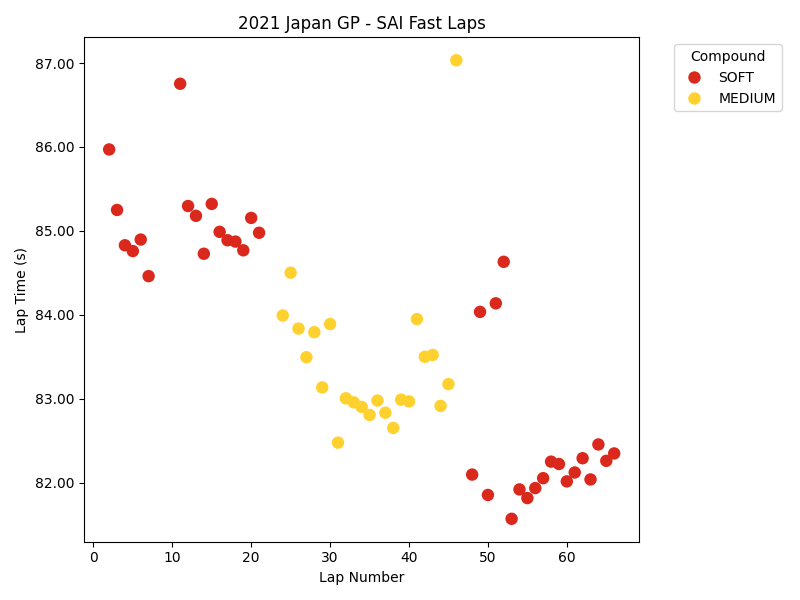 2021 Japan GP - SAI Fast Laps
Compound
SOFT
MEDIUM
Lap Time (s)
87.00
86.00
85.00
84.00
83.00
82.00
0 10 20 30 40 50 60
Lap Number